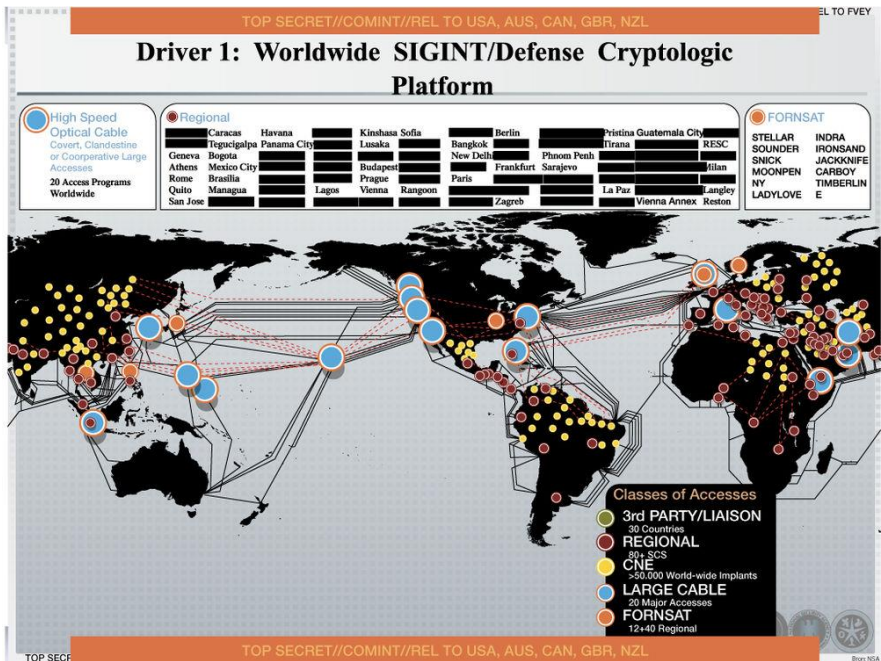 TOP SECRET//COMINT//REL TO USA, AUS, CAN, GBR, NZL
EL TO FVEY
Driver 1: Worldwide SIGINT/Defense Cryptologic
Platform
High Speed
Optical Cable
Covert, Clandestine
or Coorperative Large
Accesses
20 Access Programs
Worldwide
Regional
Caracas Havana Kinshasa Sofia Berlin Pristina Guatemala City
Tegucigalpa Panama City Lusaka Bangkok Tirana RESC
Geneva Bogota New Delh Phnom Penh
Athens Mexico City Budapest Frankfurt Sarajevo Milan
Rome Brasilia Prague Paris
Quito Managua Lagos Vienna Rangoon La Paz Langley
San Jose Zagreb Vienna Annex Reston
FORNSAT
STELLAR INDRA
SOUNDER IRONSAND
SNICK JACKKNIFE
MOONPEN CARBOY
NY TIMBERLIN
LADYLOVE E
Classes of Accesses
3rd PARTY/LIAISON
30 Countries
REGIONAL
80+ SCS
CNE
>50.000 World-wide Implants
LARGE CABLE
20 Major Accesses
FORNSAT
12+40 Regional
TOP SECR
TOP SECRET//COMINT//REL TO USA, AUS, CAN, GBR, NZL
Bron: NSA